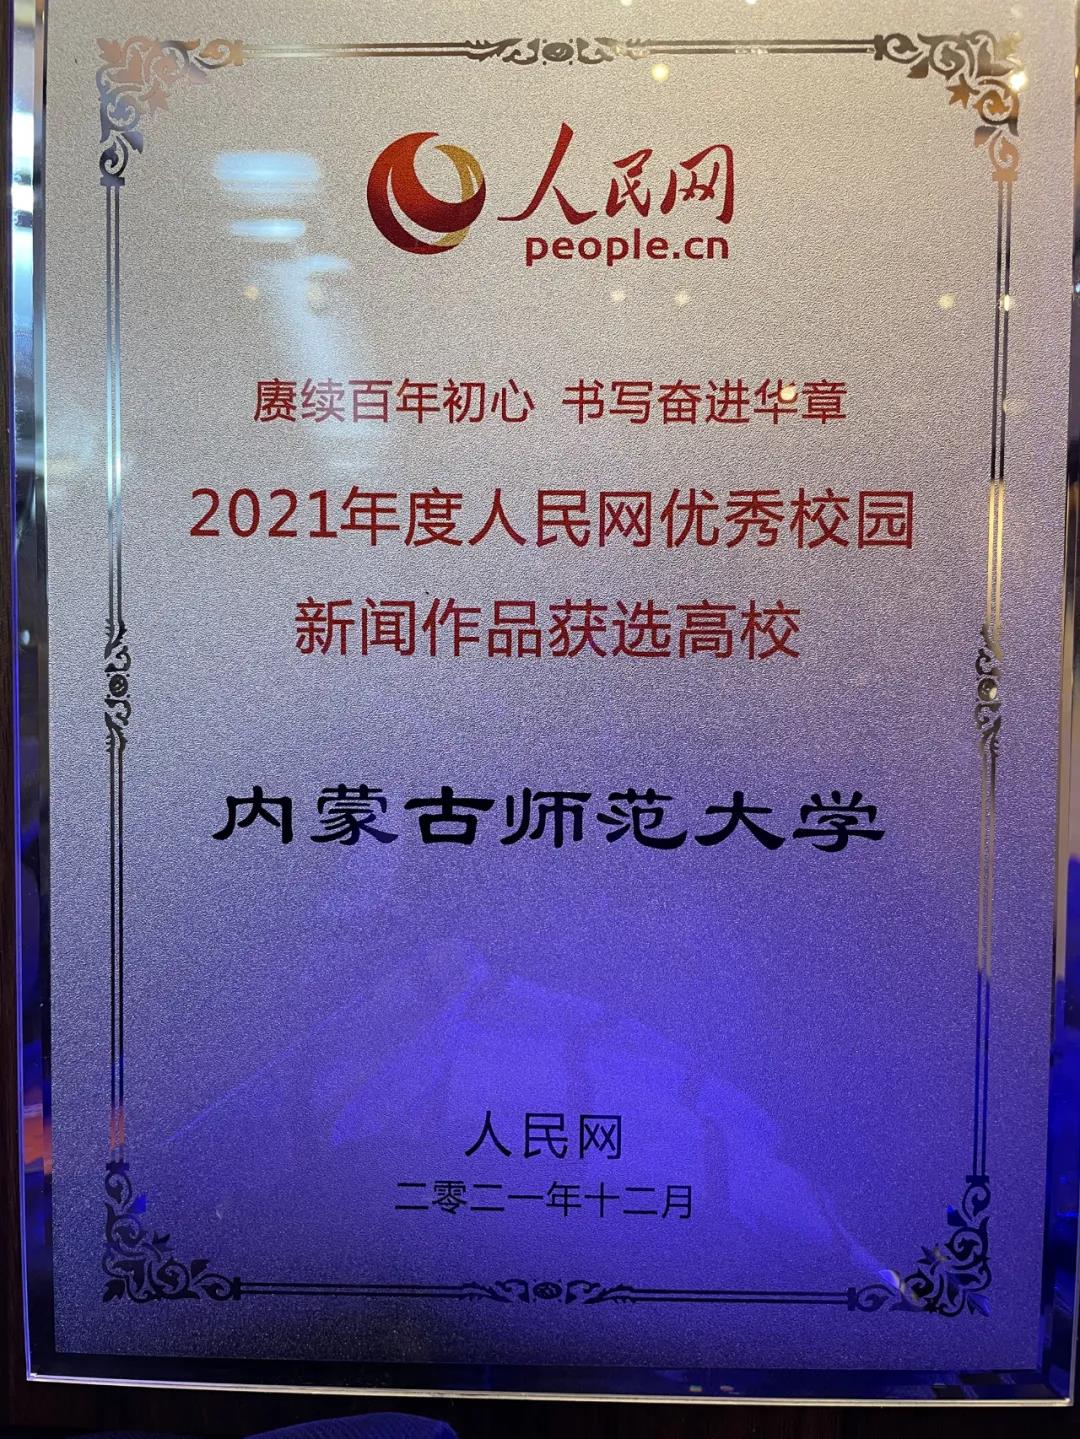 人民网
people.cn
赓续百年初心 书写奋进华章
2021年度人民网优秀校园
新闻作品获选高校
内蒙古师范大学
人民网
二零二一年十二月